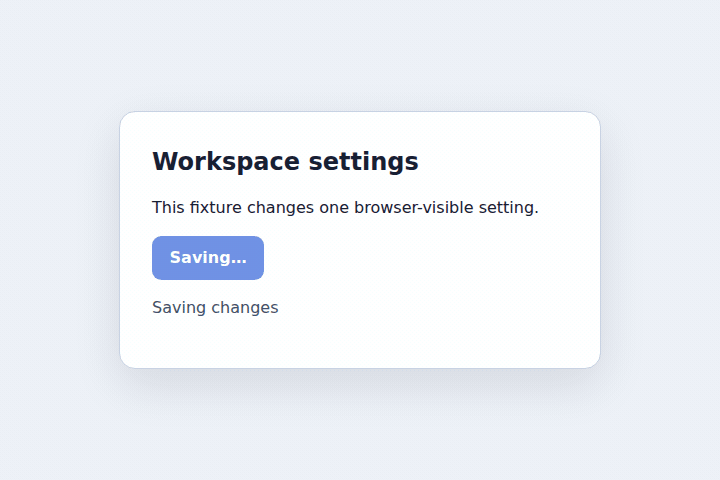 Workspace settings
This fixture changes one browser-visible setting.
Saving…
Saving changes